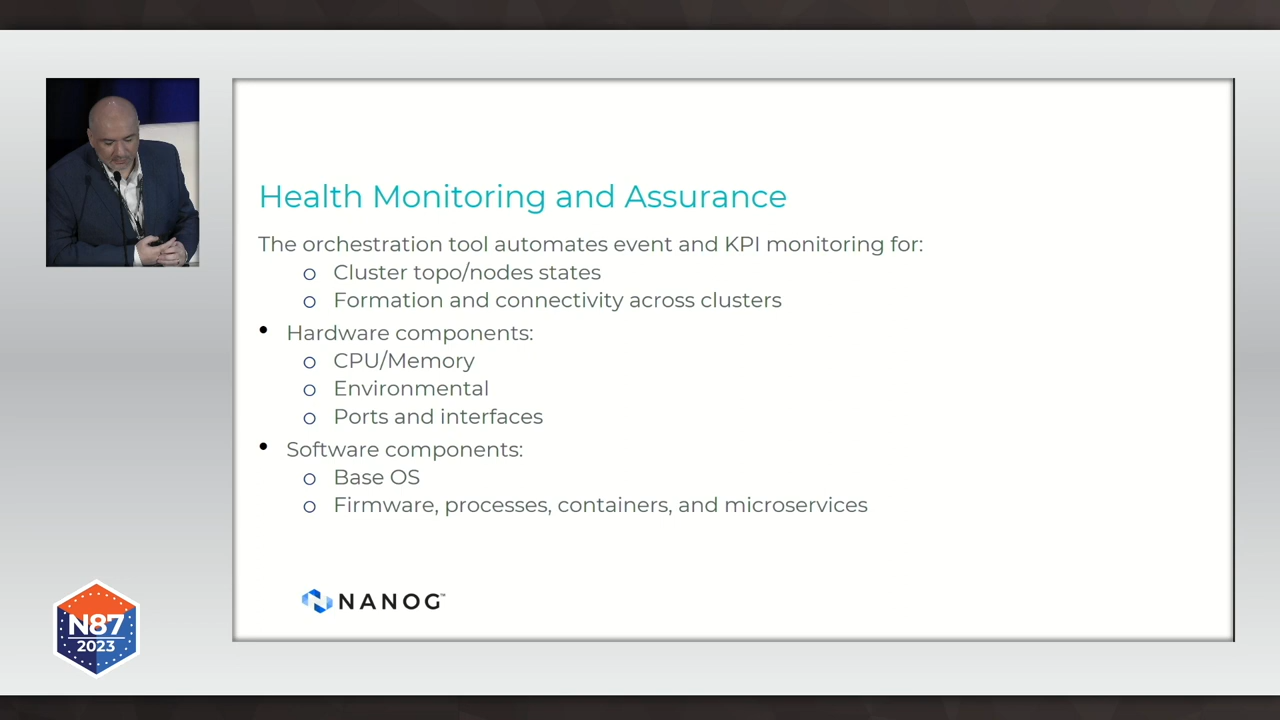 Health Monitoring and Assurance
The orchestration tool automates event and KPI monitoring for:
o Cluster topo/nodes states
o Formation and connectivity across clusters
• Hardware components:
o CPU/Memory
o Environmental
o Ports and interfaces
• Software components:
o Base OS
o Firmware, processes, containers, and microservices
NANOG™
N87
2023